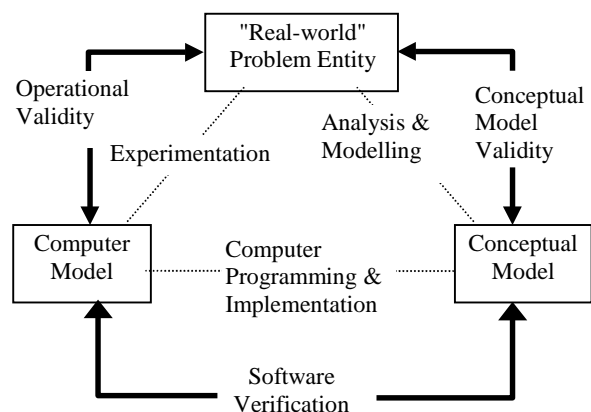 "Real-world"
Problem Entity
Operational
Validity
Conceptual
Model
Validity
Analysis &
Modelling
Experimentation
Computer
Model
Computer
Programming &
Implementation
Conceptual
Model
Software
Verification